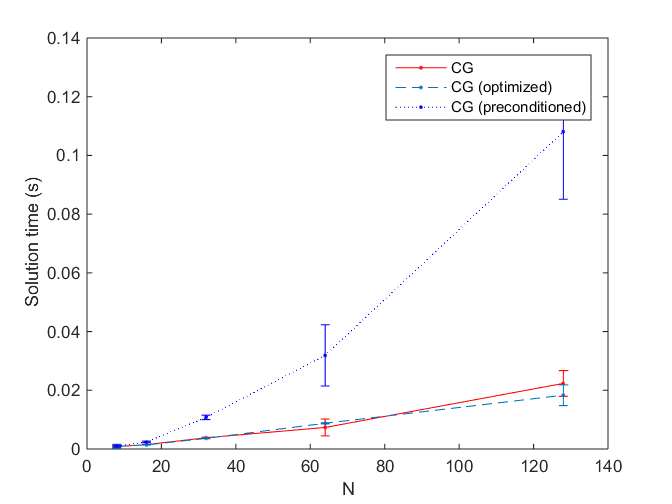 0.14
0.12
0.1
0.08
0.06
0.04
0.02
0
Solution time (s)
CG
CG (optimized)
CG (preconditioned)
0 20 40 60 80 100 120 140
N